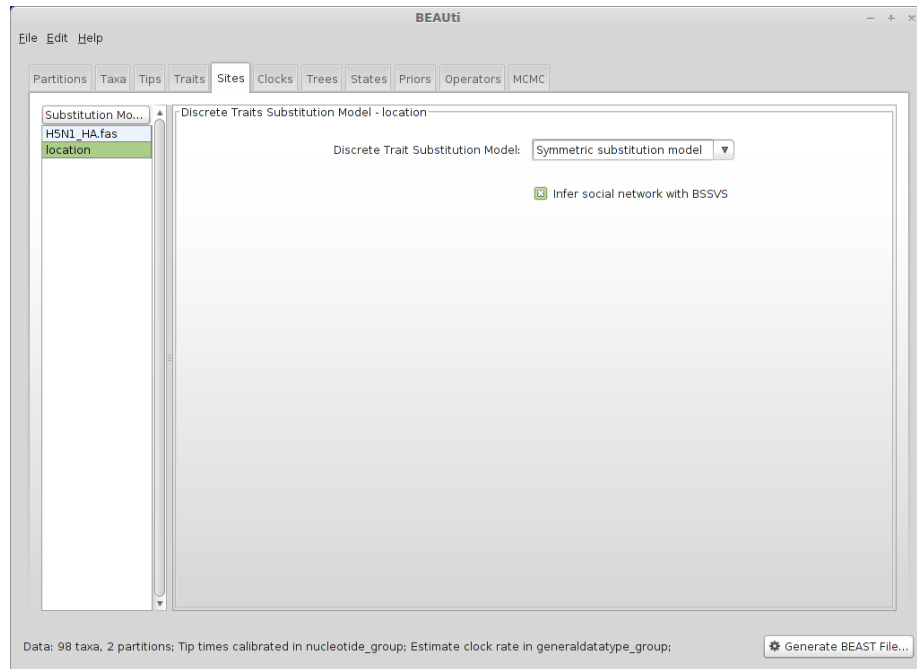 BEAUti
File Edit Help
Partitions Taxa Tips Traits Sites Clocks Trees States Priors Operators MCMC
Substitution Mo...
H5N1_HA.fas
location
Discrete Traits Substitution Model - location
Discrete Trait Substitution Model: Symmetric substitution model
Infer social network with BSSVS
Data: 98 taxa, 2 partitions; Tip times calibrated in nucleotide_group; Estimate clock rate in generaldatatype_group;
Generate BEAST File...